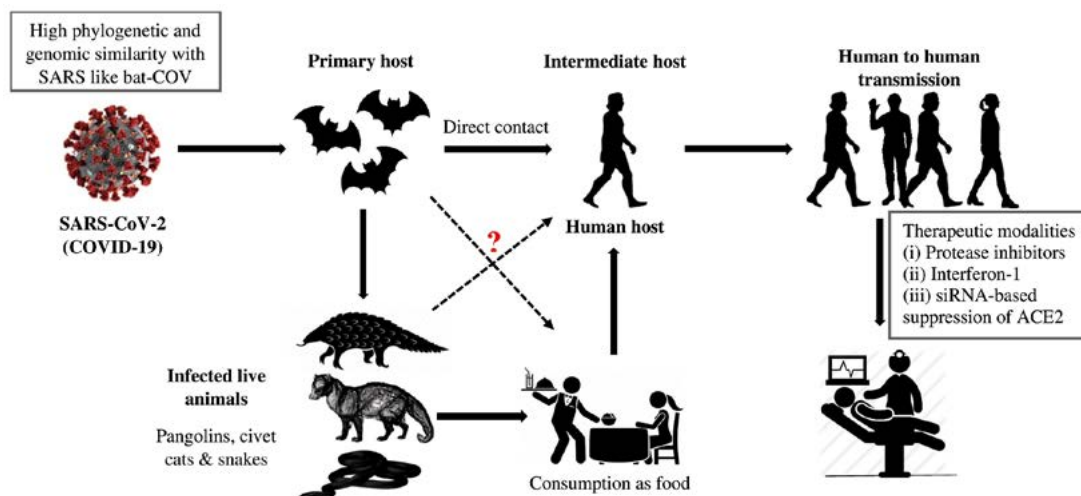 High phylogenetic and
genomic similarity with
SARS like bat-COV
SARS-CoV-2
(COVID-19)
Primary host
Direct contact
Intermediate host
Human host
Human to human
transmission
?
Therapeutic modalities
(i) Protease inhibitors
(ii) Interferon-1
(iii) siRNA-based
suppression of ACE2
Infected live
animals
Pangolins, civet
cats & snakes
Consumption as food